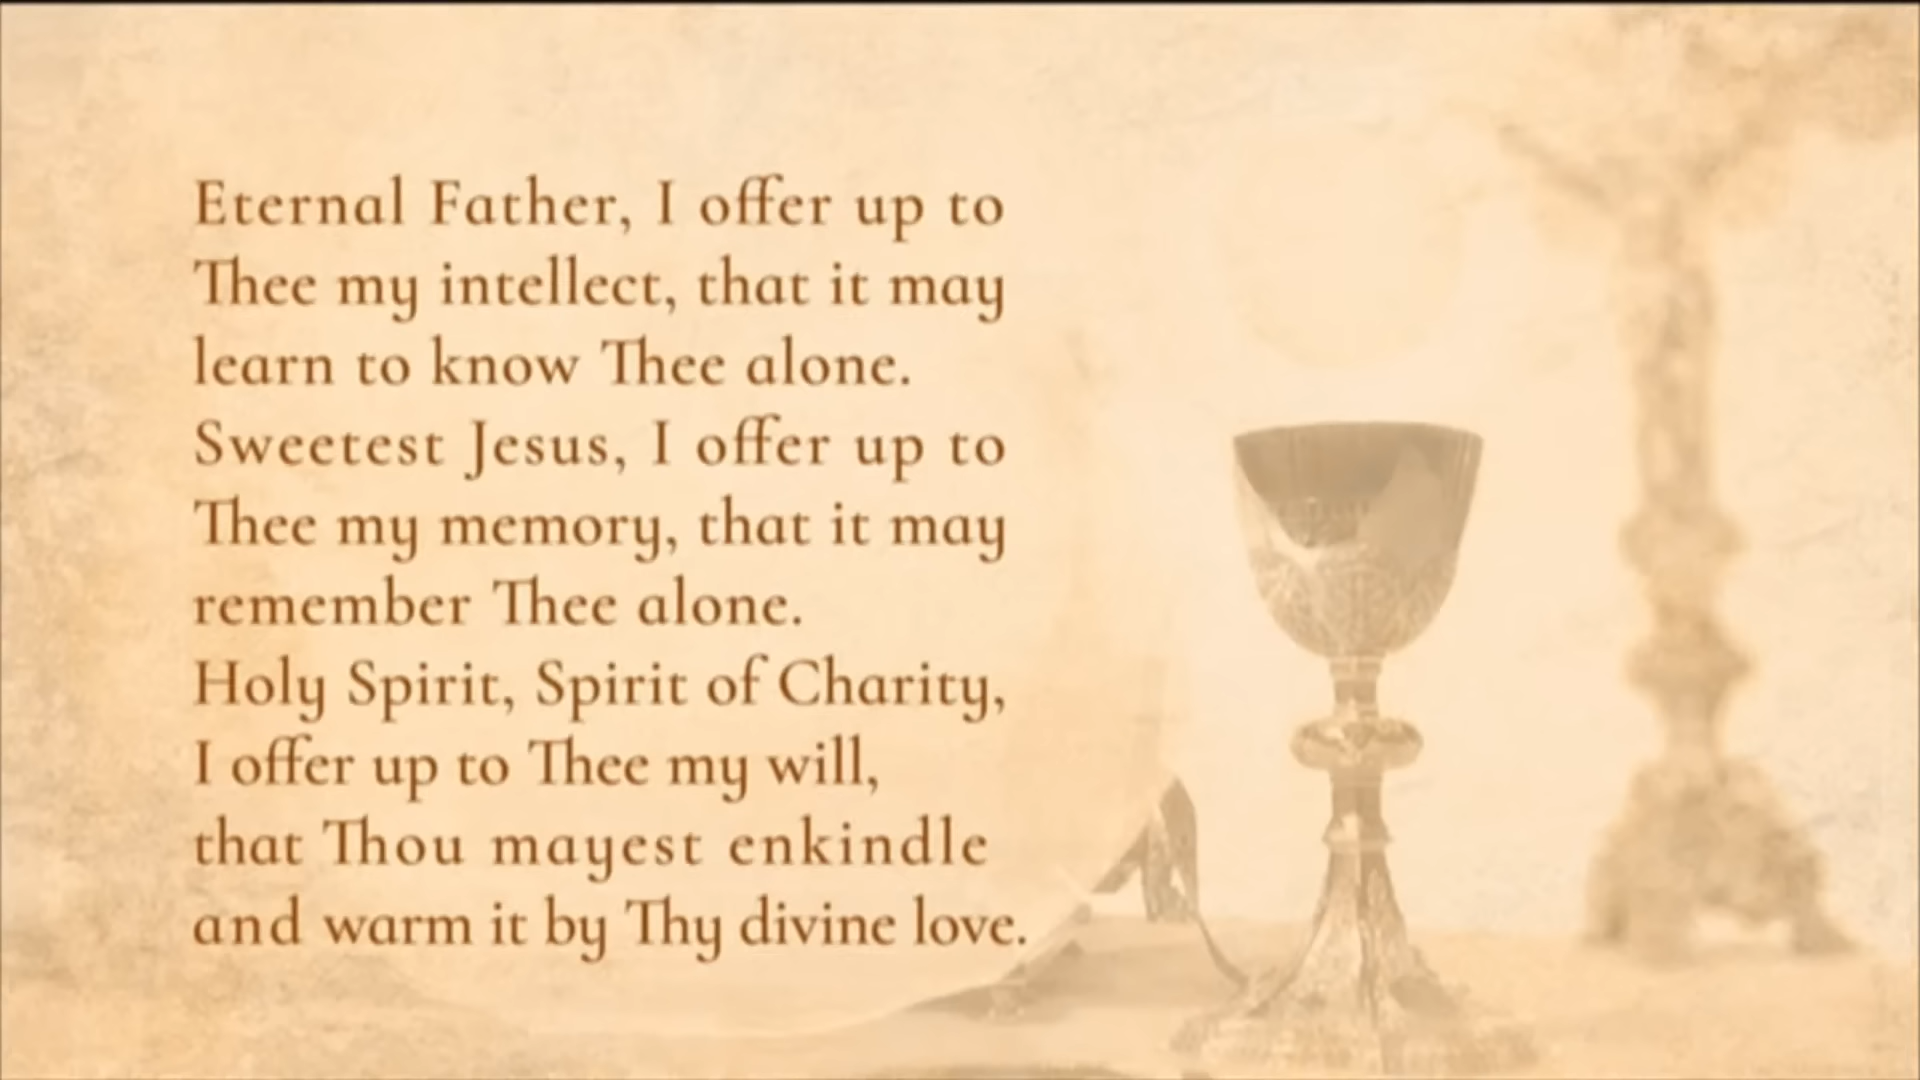 Eternal Father, I offer up to
Thee my intellect, that it may
learn to know Thee alone.
Sweetest Jesus, I offer up to
Thee my memory, that it may
remember Thee alone.
Holy Spirit, Spirit of Charity,
I offer up to Thee my will,
that Thou mayest enkindle
and warm it by Thy divine love.